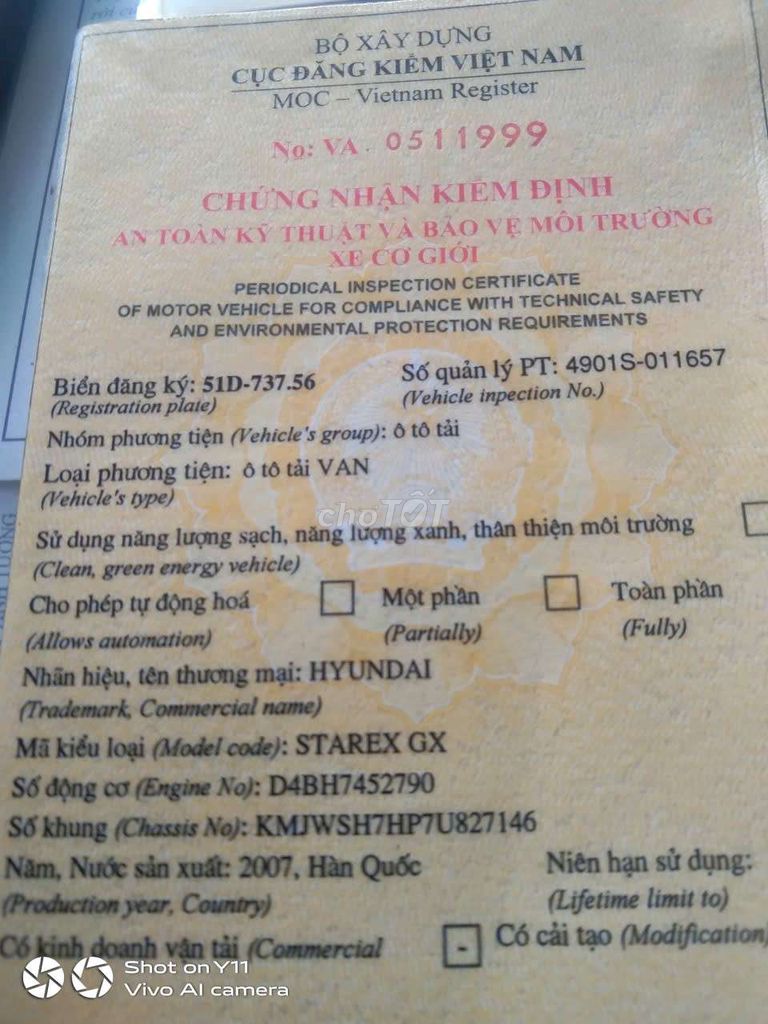 BỘ XÂY DỰNG
CỤC ĐĂNG KIỂM VIỆT NAM
MOC – Vietnam Register
No: VA . 0511999
CHỨNG NHẬN KIỂM ĐỊNH
AN TOÀN KỸ THUẬT VÀ BẢO VỆ MÔI TRƯỜNG
XE CƠ GIỚI
PERIODICAL INSPECTION CERTIFICATE
OF MOTOR VEHICLE FOR COMPLIANCE WITH TECHNICAL SAFETY
AND ENVIRONMENTAL PROTECTION REQUIREMENTS
Biển đăng ký: 51D-737.56 Số quản lý PT: 4901S-011657
(Registration plate) (Vehicle inpection No.)
Nhóm phương tiện (Vehicle's group): ô tô tải
Loại phương tiện: ô tô tải VAN
(Vehicle's type)
choTỐT
Sử dụng năng lượng sạch, năng lượng xanh, thân thiện môi trường
(Clean, green energy vehicle)
Cho phép tự động hoá Một phần Toàn phần
(Allows automation) (Partially) (Fully)
Nhãn hiệu, tên thương mại: HYUNDAI
(Trademark, Commercial name)
Mã kiểu loại (Model code): STAREX GX
Số động cơ (Engine No): D4BH7452790
Số khung (Chassis No): KMJWSH7HP7U827146
Năm, Nước sản xuất: 2007, Hàn Quốc Niên hạn sử dụng:
(Production year, Country) (Lifetime limit to)
Có kinh doanh vận tải (Commercial - Có cải tạo (Modification)
Shot on Y11
Vivo AI camera